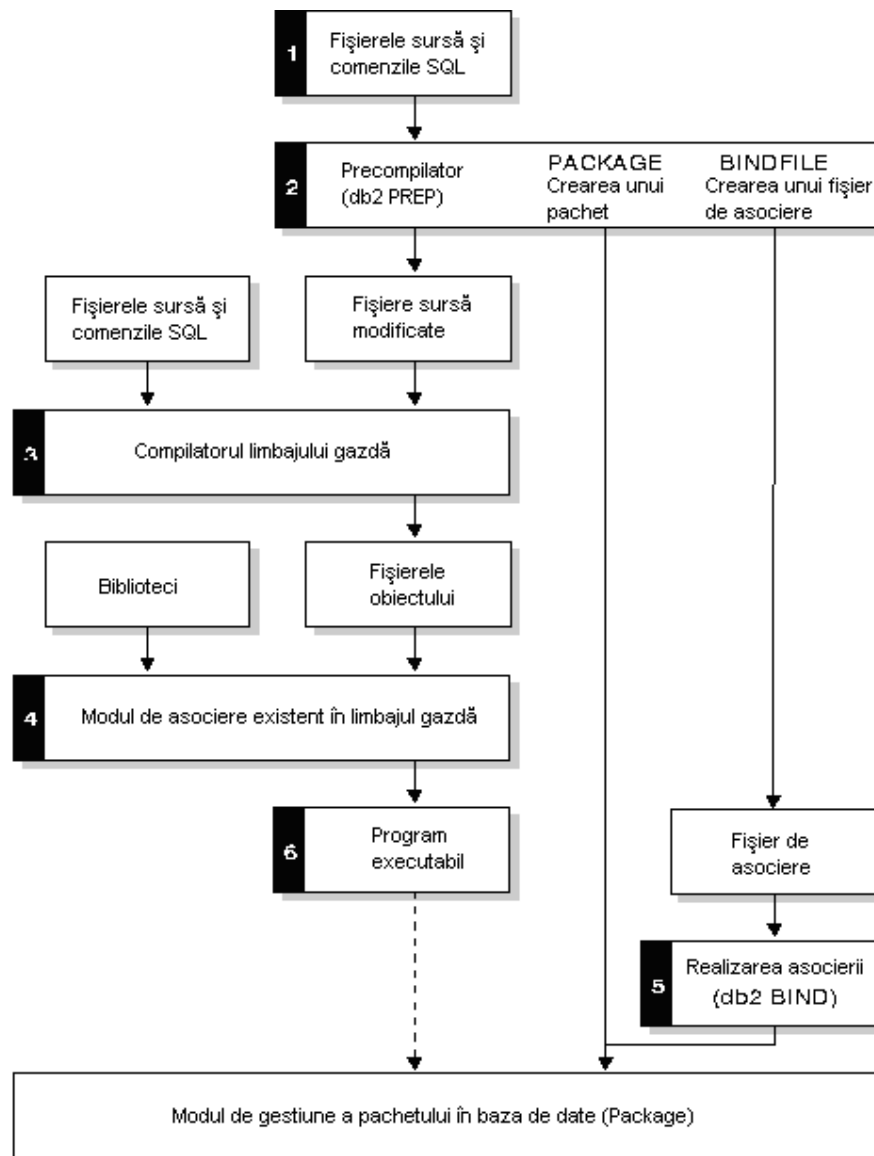 1
Fişierele sursă şi
comenzile SQL
2
Precompilator
(db2 PREP)
PACKAGE
Crearea unui
pachet
BINDFILE
Crearea unui fişier
de asociere
Fişierele sursă şi
comenzile SQL
Fişiere sursă
modificate
3
Compilatorul limbajului gazdă
Biblioteci
Fişierele
obiectului
4
Modul de asociere existent în limbajul gazdă
6
Program
executabil
Fişier de
asociere
5
Realizarea asocierii
(db2 BIND)
Modul de gestiune a pachetului în baza de date (Package)